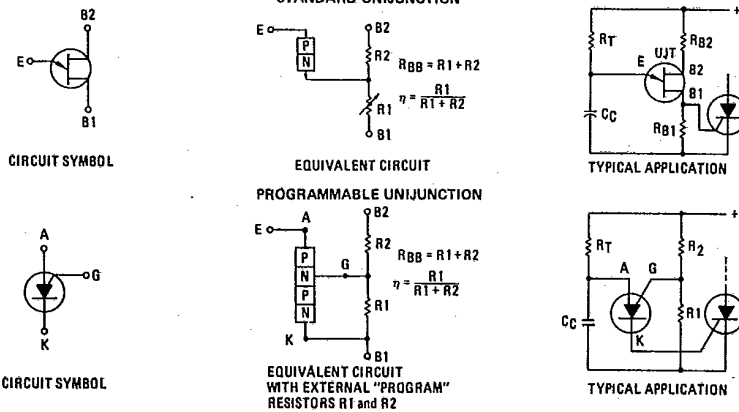 STANDARD UNIJUNCTION
B2
E
B1
CIRCUIT SYMBOL
E
P
N
B2
R2
R1
B1
RBB = R1 + R2
η = R1
R1 + R2
EQUIVALENT CIRCUIT
+
RT
RB2
UJT
E
B2
B1
CC
RB1
TYPICAL APPLICATION
PROGRAMMABLE UNIJUNCTION
A
G
K
CIRCUIT SYMBOL
A
E
B2
P
N
P
N
G
R2
R1
K
B1
RBB = R1 + R2
η = R1
R1 + R2
EQUIVALENT CIRCUIT
WITH EXTERNAL "PROGRAM"
RESISTORS R1 and R2
+
RT
R2
A
G
CC
R1
K
TYPICAL APPLICATION